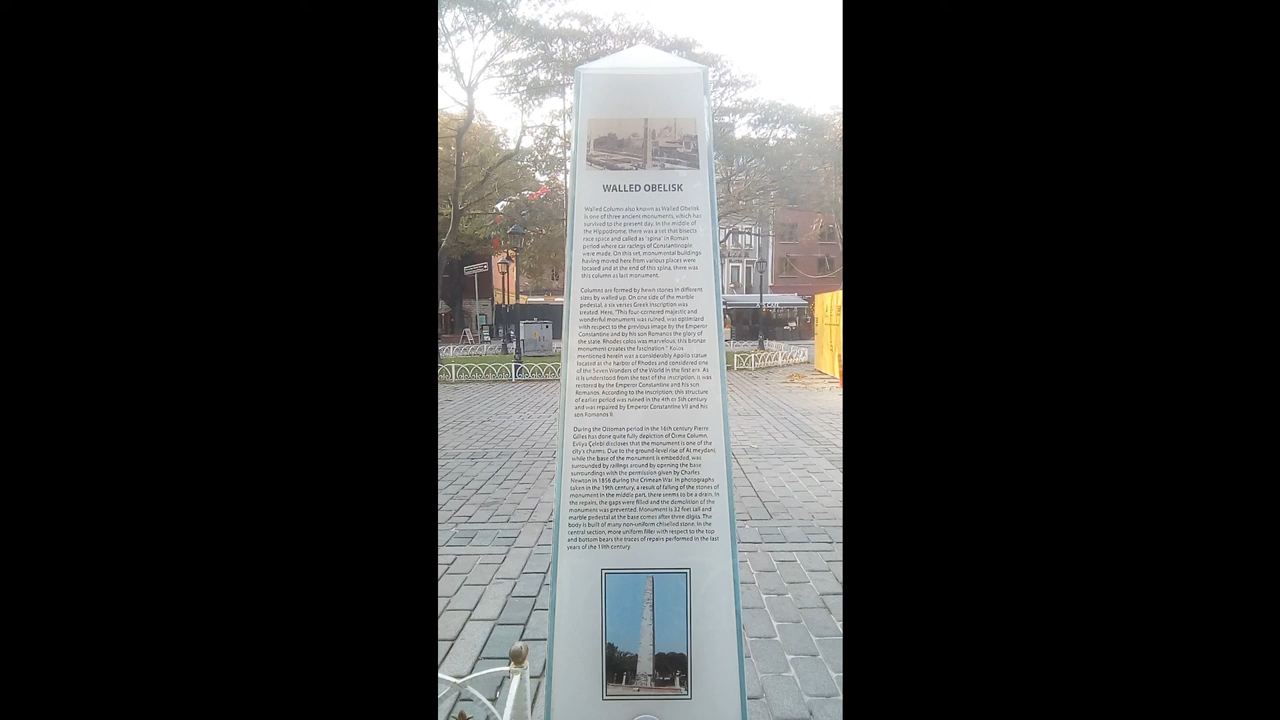 WALLED OBELISK
Walled Column also known as Walled Obelisk
is one of three ancient monuments, which has
survived to the present day. In the middle of
the Hippodrome, there was a set that bisects
race space and called as "spina" in Roman
period where car racings of Constantinople
were made. On this set, monumental buildings
having moved here from various places were
located and at the end of this spina, there was
this column as last monument.
Columns are formed by hewn stones in different
sizes by walled up. On one side of the marble
pedestal, a six verses Greek inscription was
created. Here, "This four-cornered majestic and
wonderful monument was ruined, was optimized
with respect to the previous image by the Emperor
Constantine and by his son Romanos the glory of
the state. Rhodes colos was marvelous, this bronze
monument creates the fascination." Kolos
mentioned herein was a considerably Apollo statue
located at the harbor of Rhodes and considered one
of the Seven Wonders of the World in the first era. As
it is understood from the text of the inscription, it was
restored by the Emperor Constantine and his son
Romanos. According to the inscription, this structure
of earlier period was ruined in the 4th or 5th century
and was repaired by Emperor Constantine VII and his
son Romanos II.
During the Ottoman period in the 16th century Pierre
Gilles has done quite fully depiction of Örme Column,
Evliya Çelebi discloses that the monument is one of the
city's charms. Due to the ground-level rise of At meydanı,
while the base of the monument is embedded, was
surrounded by railings around by opening the base
surroundings with the permission given by Charles
Newton in 1856 during the Crimean War. In photographs
taken in the 19th century, a result of falling of the stones of
monument in the middle part, there seems to be a drain. In
the repairs, the gaps were filled and the demolition of the
monument was prevented. Monument is 32 feet tall and
marble pedestal at the base comes after three digits. The
body is built of many non-uniform chiselled stone. In the
central section, more uniform filler with respect to the top
and bottom bears the traces of repairs performed in the last
years of the 19th century.